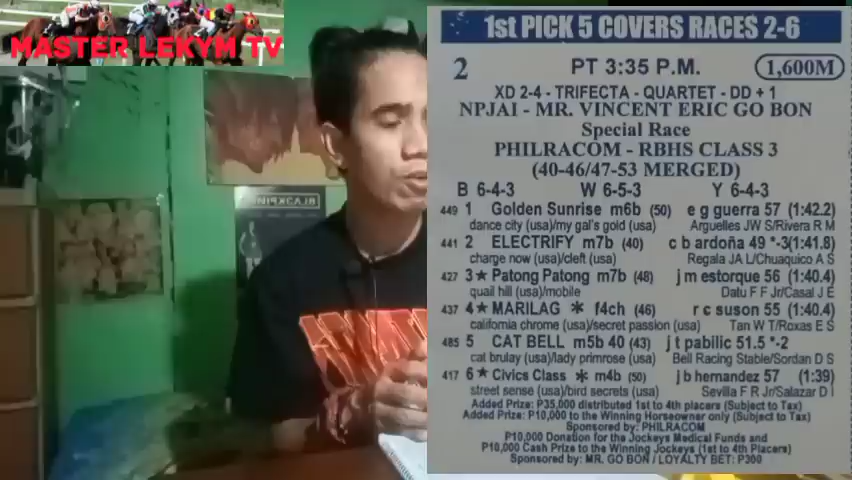 MASTER LEKYM TV
BLACKPINK
1st PICK 5 COVERS RACES 2-6
2 PT 3:35 P.M. 1,600M
XD 2-4 - TRIFECTA - QUARTET - DD + 1
NPJAI - MR. VINCENT ERIC GO BON
Special Race
PHILRACOM - RBHS CLASS 3
(40-46/47-53 MERGED)
B 6-4-3 W 6-5-3 Y 6-4-3
449 1 Golden Sunrise m6b (50) e g guerra 57 (1:42.2)
dance city (usa)/my gal's gold (usa) Arguelles JW S/Rivera R M
441 2 ELECTRIFY m7b (40) c b ardoña 49 *-3(1:41.8)
charge now (usa)/cleft (usa) Regala JA L/Chuaquico A S
427 3★ Patong Patong m7b (48) j m estorque 56 (1:40.4)
quail hill (usa)/mobile Datu F F Jr/Casal J E
437 4★ MARILAG * f4ch (46) r c suson 55 (1:40.4)
california chrome (usa)/secret passion (usa) Tan W T/Roxas E S
485 5 CAT BELL m5b 40 (43) j t pabilic 51.5 *-2
cat brulay (usa)/lady primrose (usa) Bell Racing Stable/Sordan D S
417 6★ Civics Class * m4b (50) j b hernandez 57 (1:39)
street sense (usa)/bird secrets (usa) Sevilla F R Jr/Salazar D I
Added Prize: P35,000 distributed 1st to 4th placers (Subject to Tax)
Added Prize: P10,000 to the Winning Horseowner only (Subject to Tax)
Sponsored by: PHILRACOM
P10,000 Donation for the Jockeys Medical Funds and
P10,000 Cash Prize to the Winning Jockeys (1st to 4th Placers)
Sponsored by: MR. GO BON / LOYALTY BET: P300